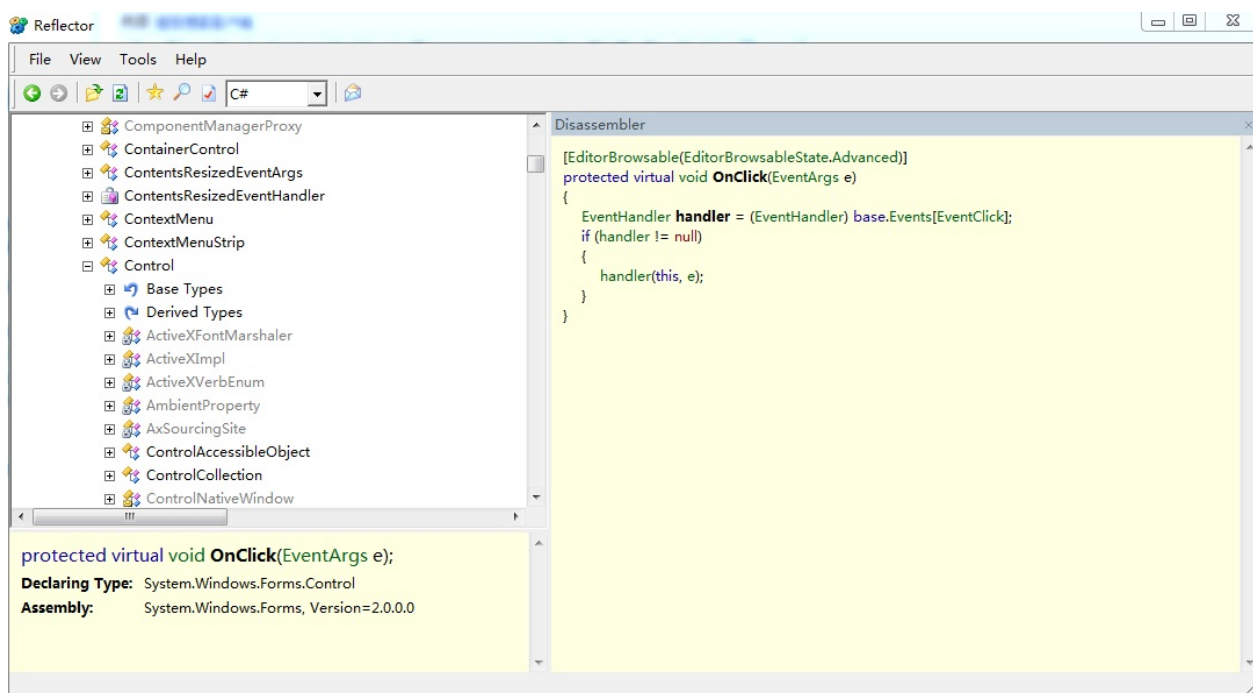 Reflector
File View Tools Help
C#
ComponentManagerProxy
ContainerControl
ContentsResizedEventArgs
ContentsResizedEventHandler
ContextMenu
ContextMenuStrip
Control
Base Types
Derived Types
ActiveXFontMarshaler
ActiveXImpl
ActiveXVerbEnum
AmbientProperty
AxSourcingSite
ControlAccessibleObject
ControlCollection
ControlNativeWindow
protected virtual void OnClick(EventArgs e);
Declaring Type: System.Windows.Forms.Control
Assembly: System.Windows.Forms, Version=2.0.0.0
Disassembler
[EditorBrowsable(EditorBrowsableState.Advanced)]
protected virtual void OnClick(EventArgs e)
{
EventHandler handler = (EventHandler) base.Events[EventClick];
if (handler != null)
{
handler(this, e);
}
}